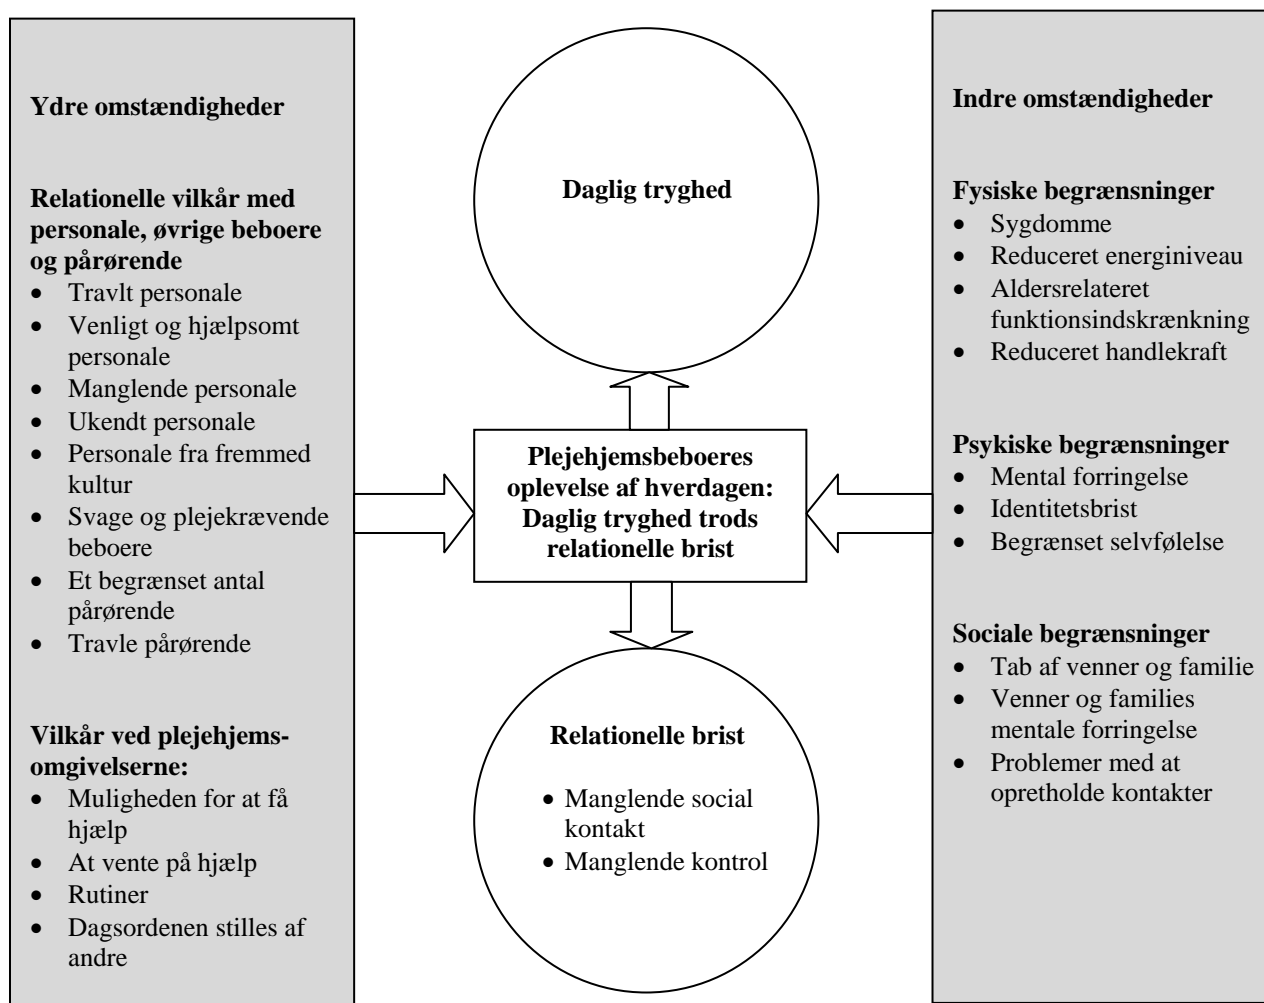 Ydre omstændigheder
Relationelle vilkår med
personale, øvrige beboere
og pårørende
• Travlt personale
• Venligt og hjælpsomt
personale
• Manglende personale
• Ukendt personale
• Personale fra fremmed
kultur
• Svage og plejekrævende
beboere
• Et begrænset antal
pårørende
• Travle pårørende
Vilkår ved plejehjems-
omgivelserne:
• Muligheden for at få
hjælp
• At vente på hjælp
• Rutiner
• Dagsordenen stilles af
andre
Daglig tryghed
Plejehjemsbeboeres
oplevelse af hverdagen:
Daglig tryghed trods
relationelle brist
Relationelle brist
• Manglende social
kontakt
• Manglende kontrol
Indre omstændigheder
Fysiske begrænsninger
• Sygdomme
• Reduceret energiniveau
• Aldersrelateret
funktionsindskrænkning
• Reduceret handlekraft
Psykiske begrænsninger
• Mental forringelse
• Identitetsbrist
• Begrænset selvfølelse
Sociale begrænsninger
• Tab af venner og familie
• Venner og families
mentale forringelse
• Problemer med at
opretholde kontakter